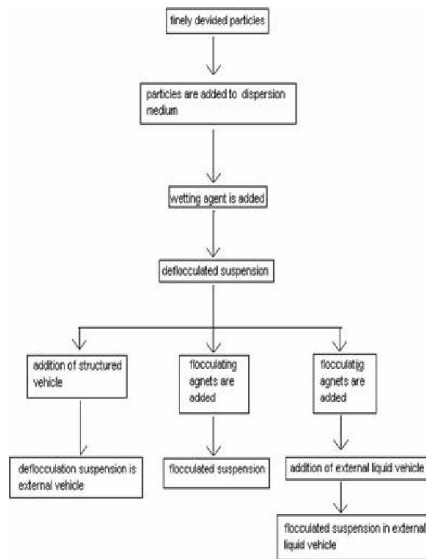 finely devided particles
particles are added to dispersion
medium
wetting agent is added
deflocculated suspension
addition of structured
vehicle
flocculating
agnets are
added
flocculatijg
agnets are
added
deflocculation suspension is
external vehicle
flocculated suspension
addition of external liquid vehicle
flocculated suspension in external
liquid vehicle